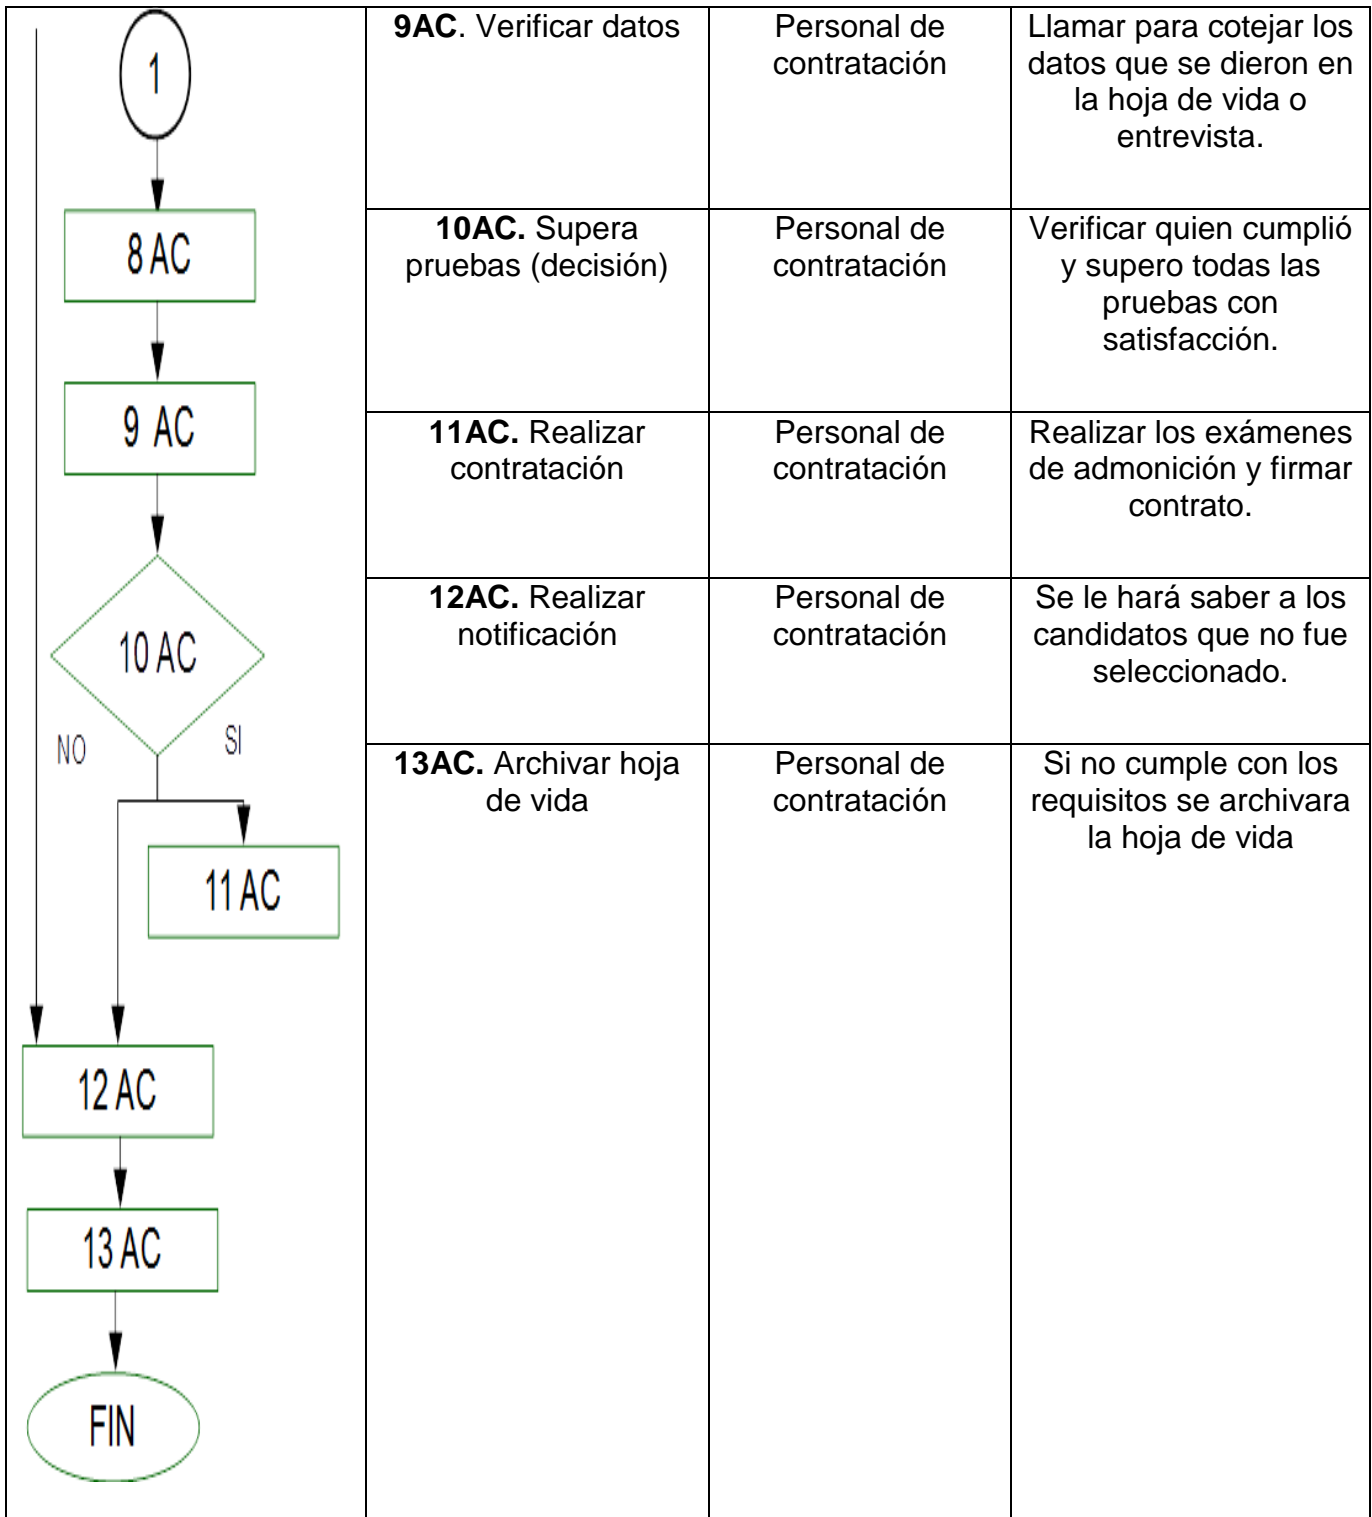 1
8 AC
9 AC
10 AC
NO
SI
11 AC
12 AC
13 AC
FIN
9AC. Verificar datos
Personal de
contratación
Llamar para cotejar los
datos que se dieron en
la hoja de vida o
entrevista.
10AC. Supera
pruebas (decisión)
Personal de
contratación
Verificar quien cumplió
y supero todas las
pruebas con
satisfacción.
11AC. Realizar
contratación
Personal de
contratación
Realizar los exámenes
de admonición y firmar
contrato.
12AC. Realizar
notificación
Personal de
contratación
Se le hará saber a los
candidatos que no fue
seleccionado.
13AC. Archivar hoja
de vida
Personal de
contratación
Si no cumple con los
requisitos se archivara
la hoja de vida